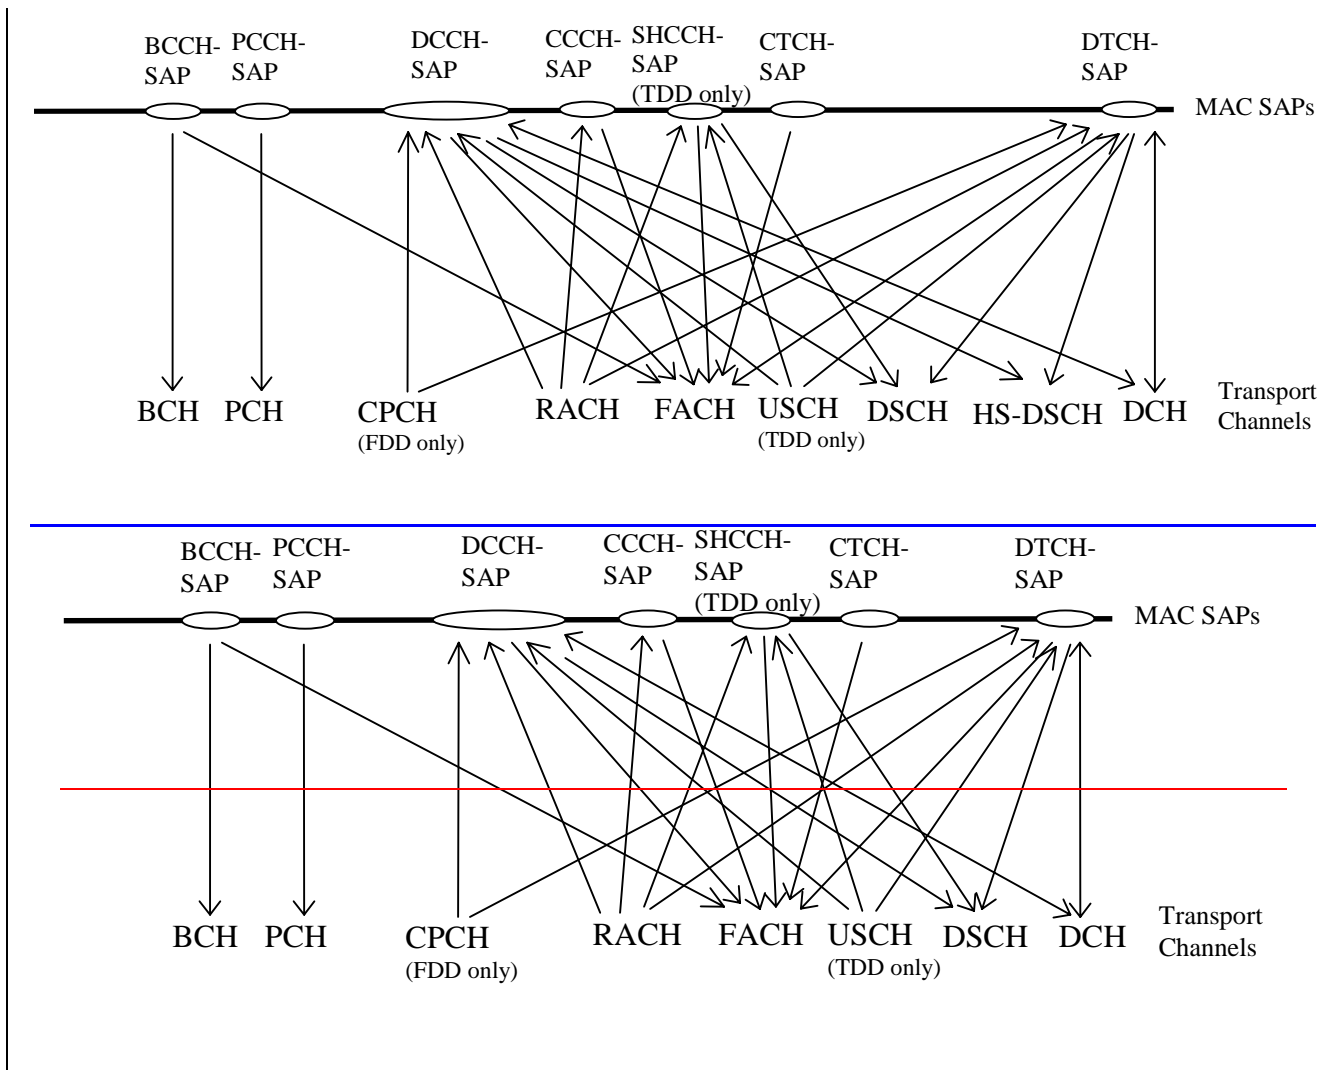 BCCH-
SAP
PCCH-
SAP
DCCH-
SAP
CCCH-
SAP
SHCCH-
SAP
(TDD only)
CTCH-
SAP
DTCH-
SAP
MAC SAPs
BCH
PCH
CPCH
(FDD only)
RACH
FACH
USCH
(TDD only)
DSCH
HS-DSCH
DCH
Transport
Channels
BCCH-
SAP
PCCH-
SAP
DCCH-
SAP
CCCH-
SAP
SHCCH-
SAP
(TDD only)
CTCH-
SAP
DTCH-
SAP
MAC SAPs
BCH
PCH
CPCH
(FDD only)
RACH
FACH
USCH
(TDD only)
DSCH
DCH
Transport
Channels